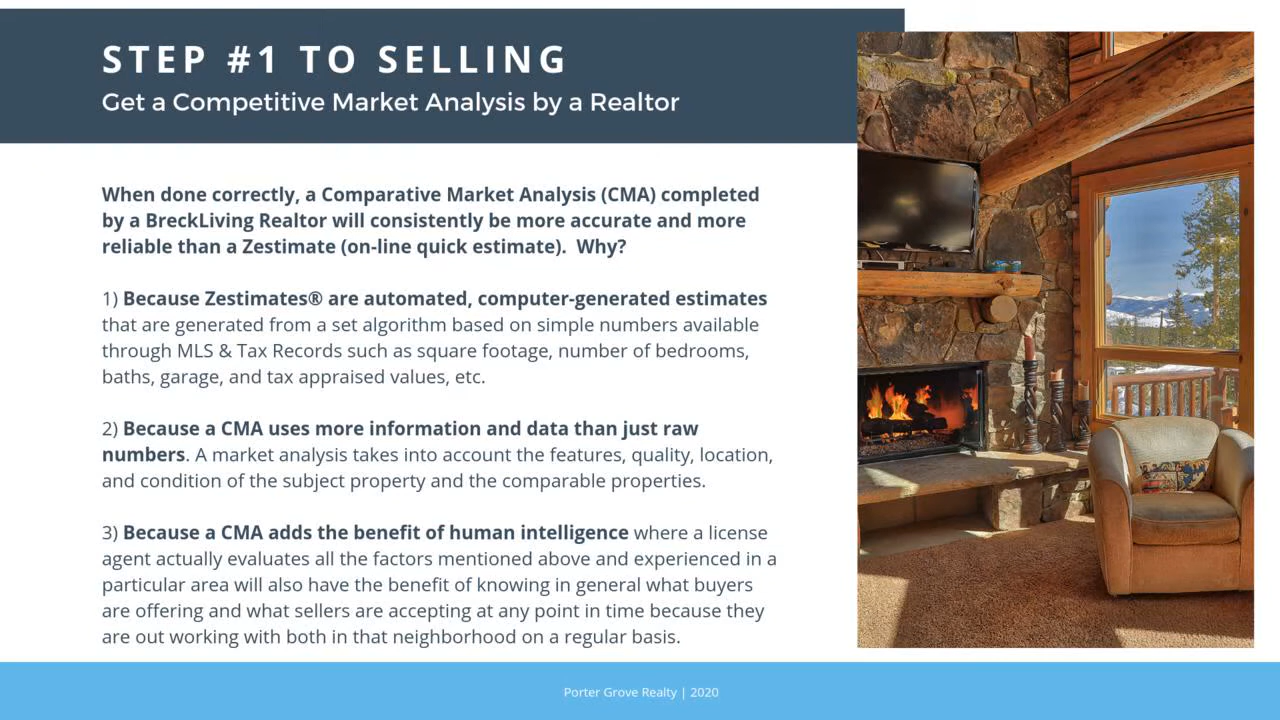 STEP #1 TO SELLING
Get a Competitive Market Analysis by a Realtor
When done correctly, a Comparative Market Analysis (CMA) completed
by a BreckLiving Realtor will consistently be more accurate and more
reliable than a Zestimate (on-line quick estimate).  Why?
1) Because Zestimates® are automated, computer-generated estimates
that are generated from a set algorithm based on simple numbers available
through MLS & Tax Records such as square footage, number of bedrooms,
baths, garage, and tax appraised values, etc.
2) Because a CMA uses more information and data than just raw
numbers. A market analysis takes into account the features, quality, location,
and condition of the subject property and the comparable properties.
3) Because a CMA adds the benefit of human intelligence where a license
agent actually evaluates all the factors mentioned above and experienced in a
particular area will also have the benefit of knowing in general what buyers
are offering and what sellers are accepting at any point in time because they
are out working with both in that neighborhood on a regular basis.
Porter Grove Realty | 2020